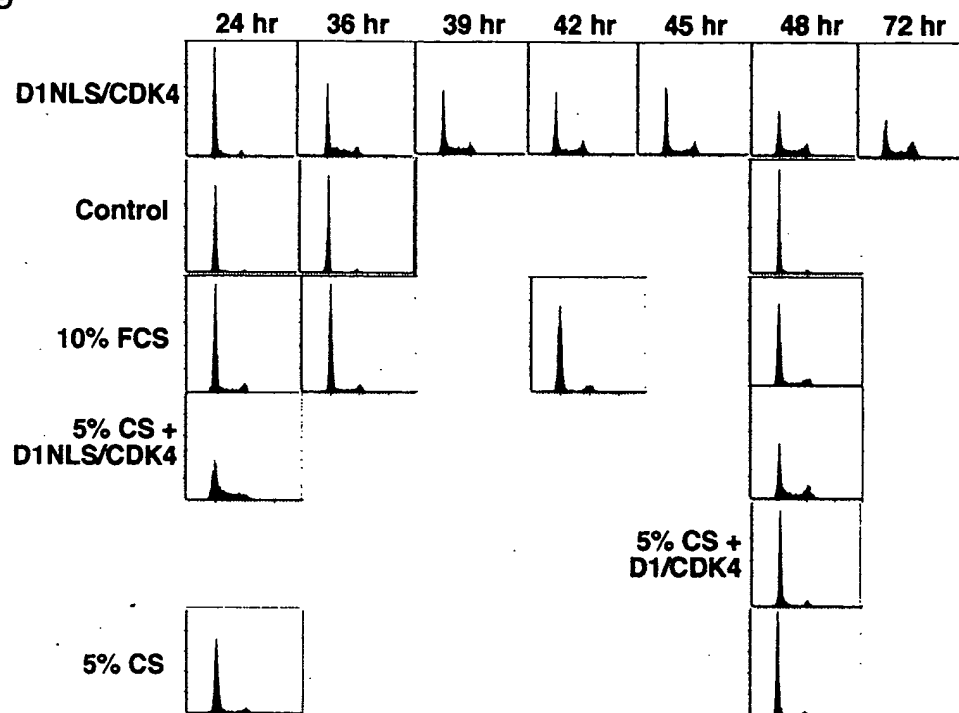 24 hr 36 hr 39 hr 42 hr 45 hr 48 hr 72 hr
D1NLS/CDK4
Control
10% FCS
5% CS +
D1NLS/CDK4
5% CS +
D1/CDK4
5% CS